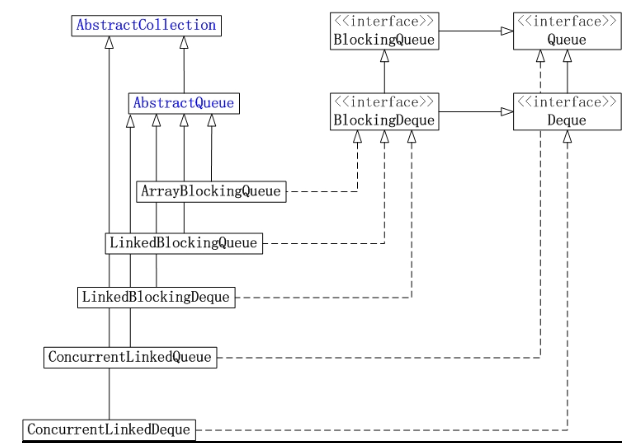 AbstractCollection
<<interface>>
BlockingQueue
<<interface>>
Queue
AbstractQueue
<<interface>>
BlockingDeque
<<interface>>
Deque
ArrayBlockingQueue
LinkedBlockingQueue
LinkedBlockingDeque
ConcurrentLinkedQueue
ConcurrentLinkedDeque